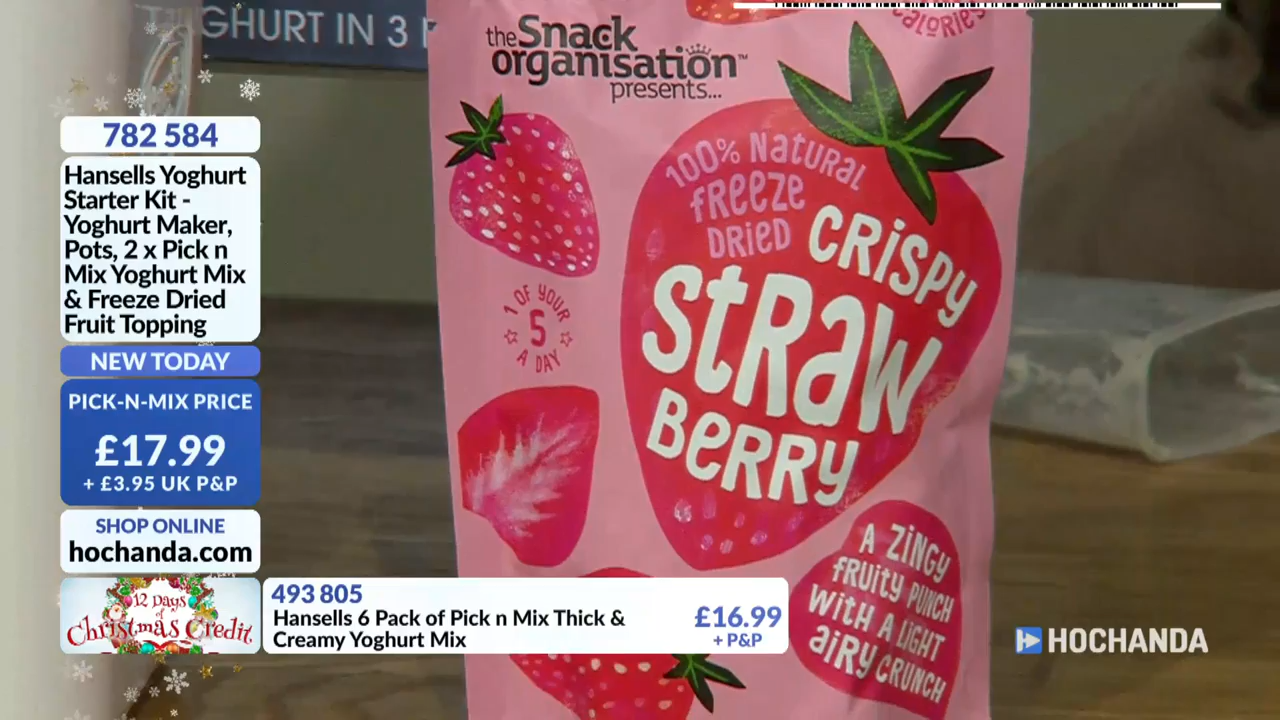 GHURT IN 3
the Snack
organisation™
presents...
CALORIES
100% NATURAL
FREEZE
DRIED
CRISPY
STRAW
BERRY
1 OF YOUR
5
A DAY
A ZINGY
FRUITY PUNCH
WITH A LIGHT
AIRY CRUNCH
782 584
Hansells Yoghurt
Starter Kit -
Yoghurt Maker,
Pots, 2 x Pick n
Mix Yoghurt Mix
& Freeze Dried
Fruit Topping
NEW TODAY
PICK-N-MIX PRICE
£17.99
+ £3.95 UK P&P
SHOP ONLINE
hochanda.com
12 Days
of
Christmas Credit
493 805
Hansells 6 Pack of Pick n Mix Thick &
Creamy Yoghurt Mix
£16.99
+ P&P
HOCHANDA